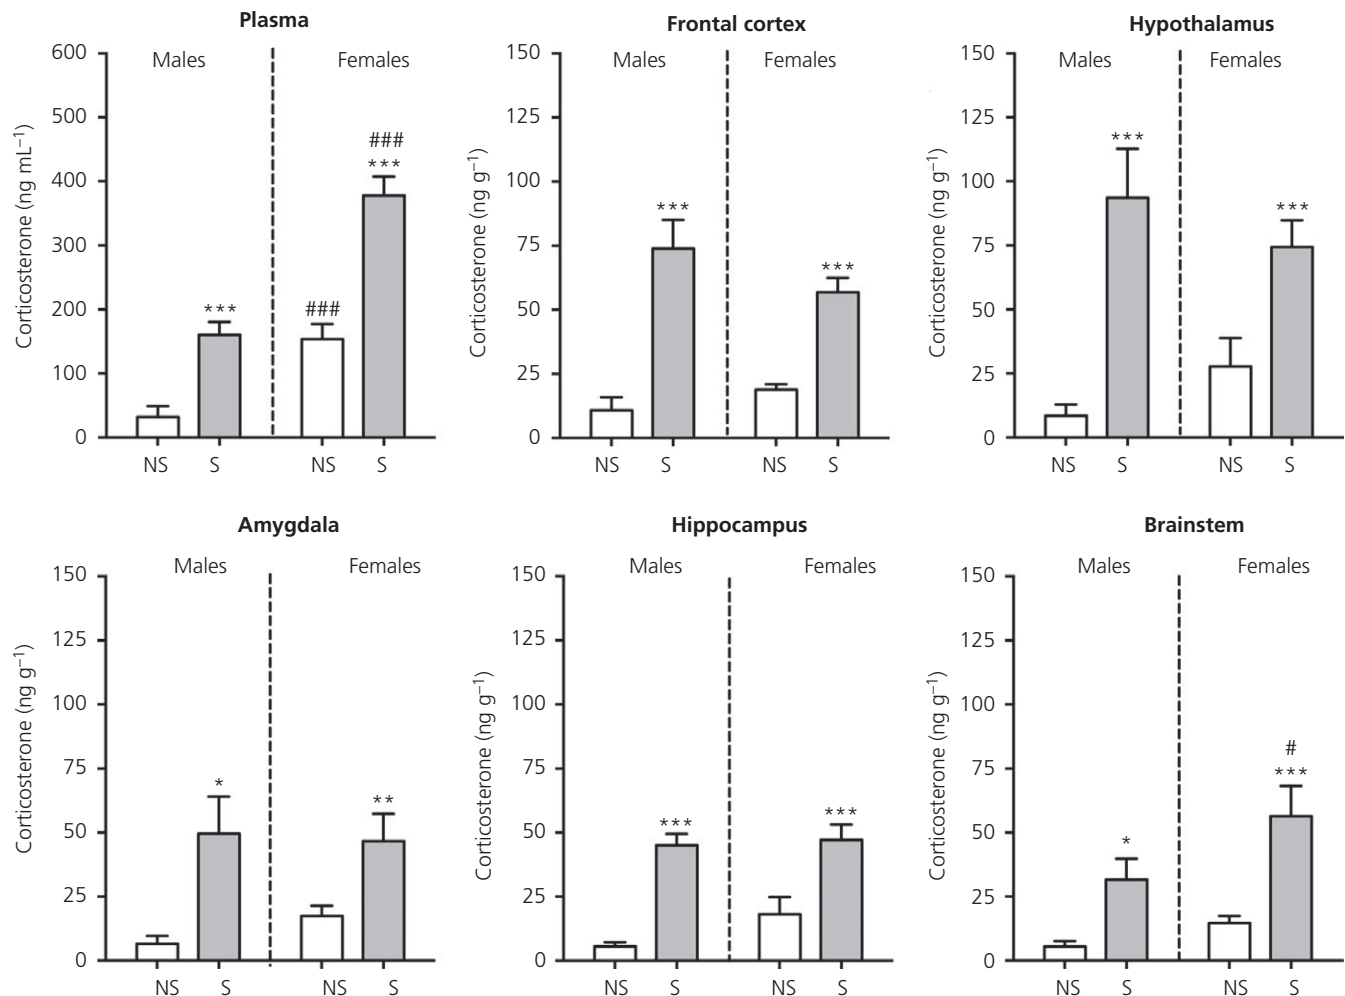 Plasma
Males Females
Corticosterone (ng mL⁻¹)
600
500
400
300
200
100
0
***
###
###
***
NS S NS S
Frontal cortex
Males Females
Corticosterone (ng g⁻¹)
150
125
100
75
50
25
0
***
***
NS S NS S
Hypothalamus
Males Females
Corticosterone (ng g⁻¹)
150
125
100
75
50
25
0
***
***
NS S NS S
Amygdala
Males Females
Corticosterone (ng g⁻¹)
150
125
100
75
50
25
0
*
**
NS S NS S
Hippocampus
Males Females
Corticosterone (ng g⁻¹)
150
125
100
75
50
25
0
***
***
NS S NS S
Brainstem
Males Females
Corticosterone (ng g⁻¹)
150
125
100
75
50
25
0
*
#
***
NS S NS S